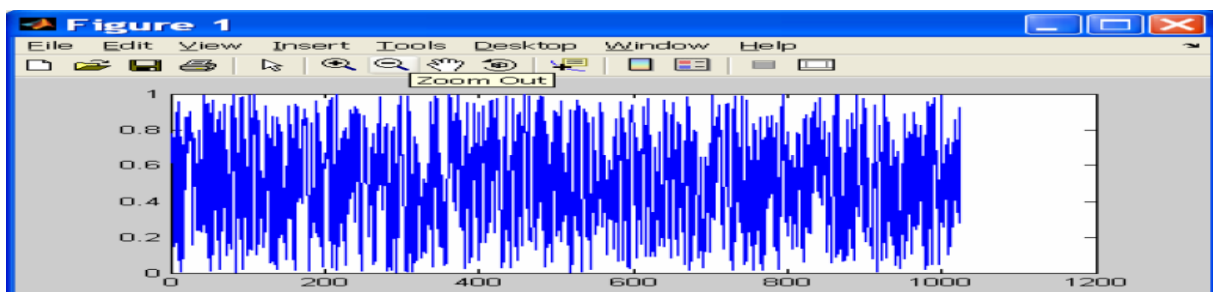 Figure 1
File Edit View Insert Tools Desktop Window Help
Zoom Out
1
0.8
0.6
0.4
0.2
0
0 200 400 600 800 1000 1200